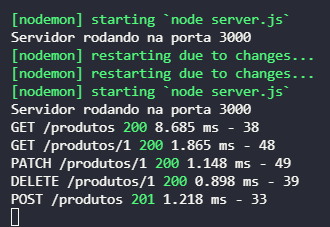 [nodemon] starting `node server.js`
Servidor rodando na porta 3000
[nodemon] restarting due to changes...
[nodemon] restarting due to changes...
[nodemon] starting `node server.js`
Servidor rodando na porta 3000
GET /produtos 200 8.685 ms - 38
GET /produtos/1 200 1.865 ms - 48
PATCH /produtos/1 200 1.148 ms - 49
DELETE /produtos/1 200 0.898 ms - 39
POST /produtos 201 1.218 ms - 33